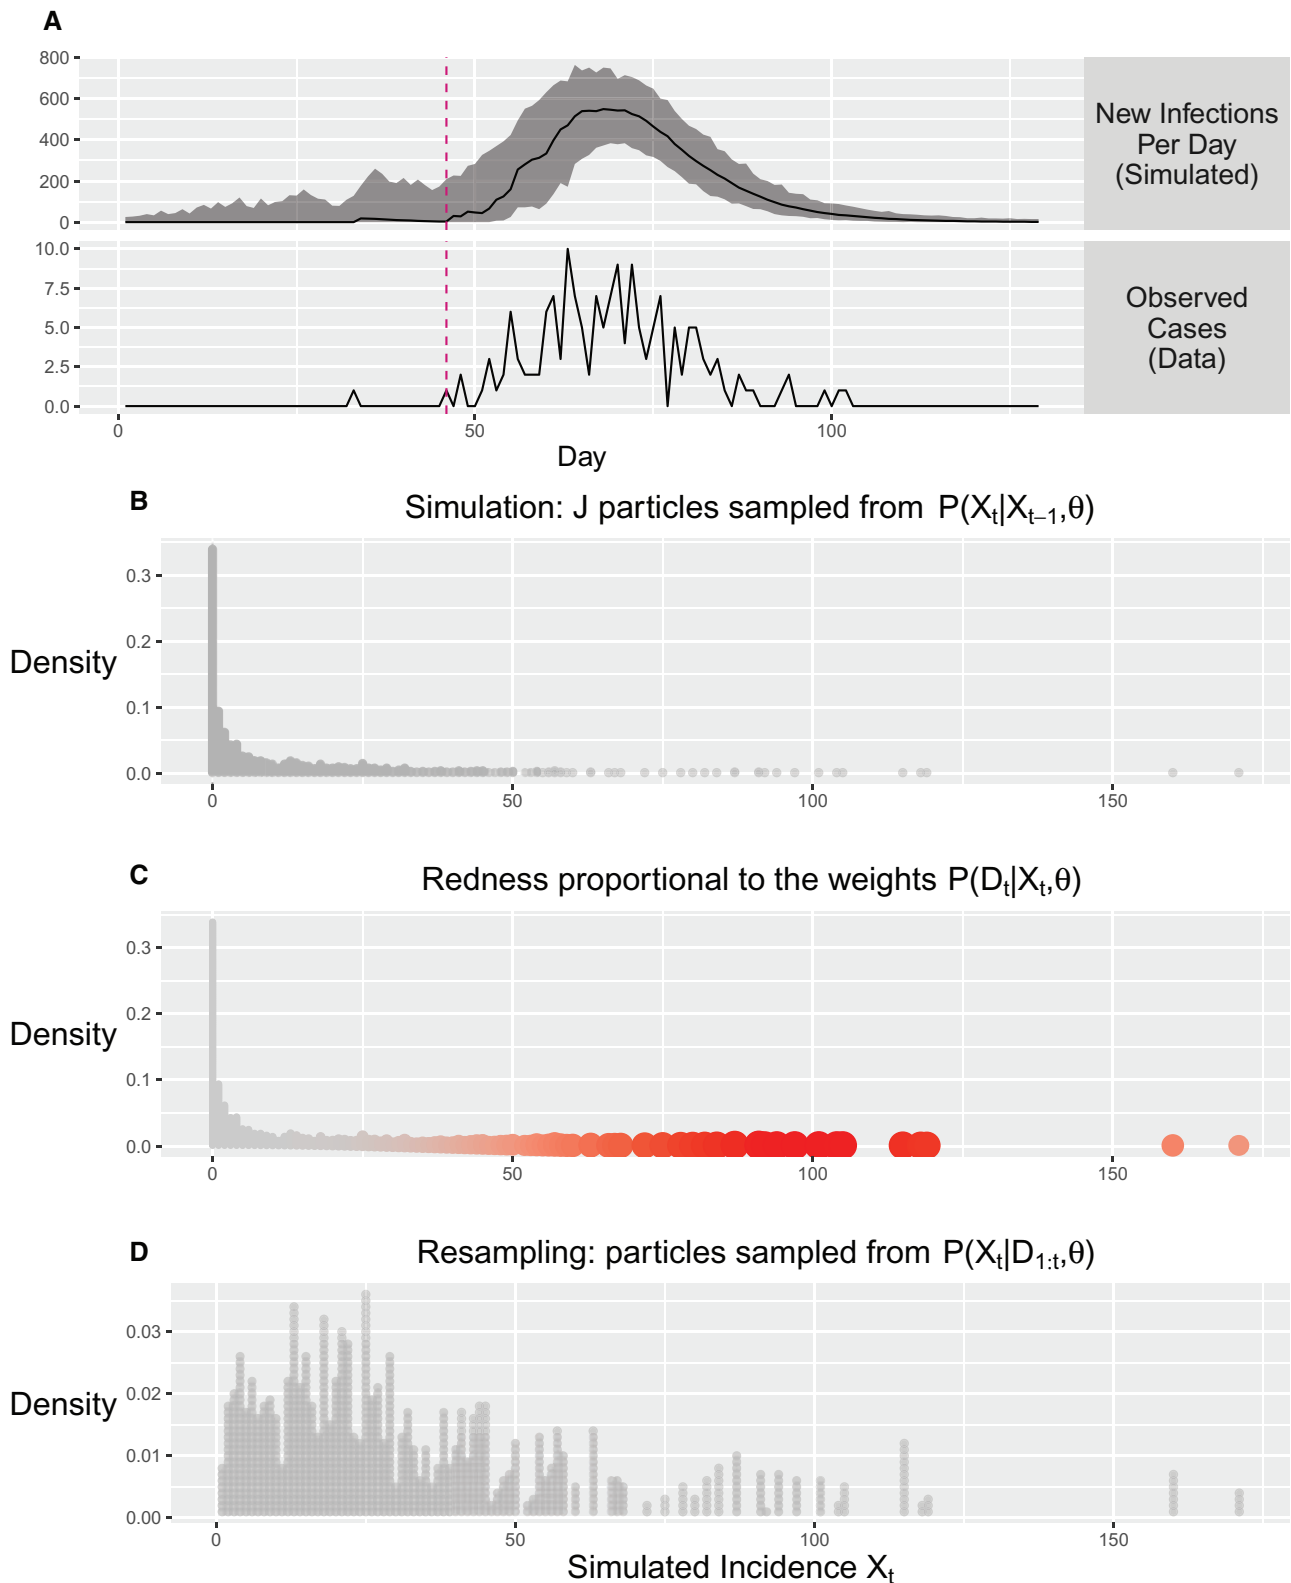 A
800
600
400
200
0
New Infections
Per Day
(Simulated)
10.0
7.5
5.0
2.5
0.0
Observed
Cases
(Data)
0 50 100
Day
B
Simulation: J particles sampled from P(Xₜ|Xₜ₋₁,θ)
0.3
0.2
Density
0.1
0.0
0 50 100 150
C
Redness proportional to the weights P(Dₜ|Xₜ,θ)
0.3
0.2
Density
0.1
0.0
0 50 100 150
D
Resampling: particles sampled from P(Xₜ|D₁:ₜ,θ)
0.03
0.02
Density
0.01
0.00
0 50 100 150
Simulated Incidence Xₜ